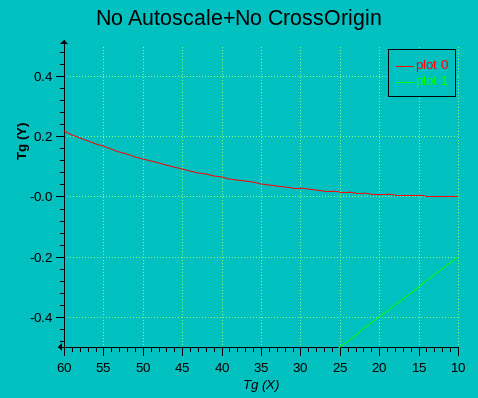 No Autoscale+No CrossOrigin
plot 0
plot 1
0.4
0.2
-0.0
-0.2
-0.4
Tg (Y)
60 55 50 45 40 35 30 25 20 15 10
Tg (X)